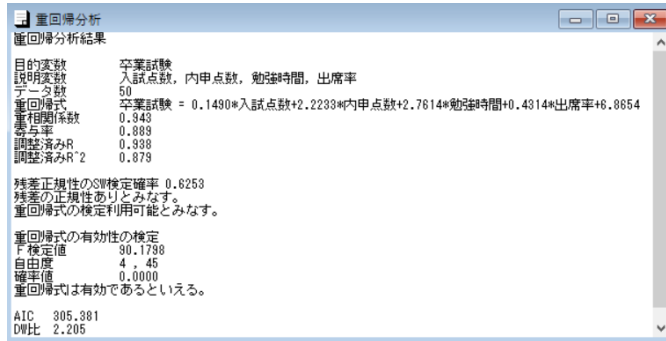 重回帰分析
重回帰分析結果
目的変数 卒業試験
説明変数 入試点数, 内申点数, 勉強時間, 出席率
データ数 50
重回帰式 卒業試験 = 0.1490*入試点数+2.2233*内申点数+2.7614*勉強時間+0.4314*出席率+6.8654
重相関係数 0.943
寄与率 0.889
調整済みR 0.938
調整済みR^2 0.879
残差正規性のSW検定確率 0.6253
残差の正規性ありとみなす。
重回帰式の検定利用可能とみなす。
重回帰式の有効性の検定
F検定値 90.1798
自由度 4 , 45
確率値 0.0000
重回帰式は有効であるといえる。
AIC 305.381
DW比 2.205